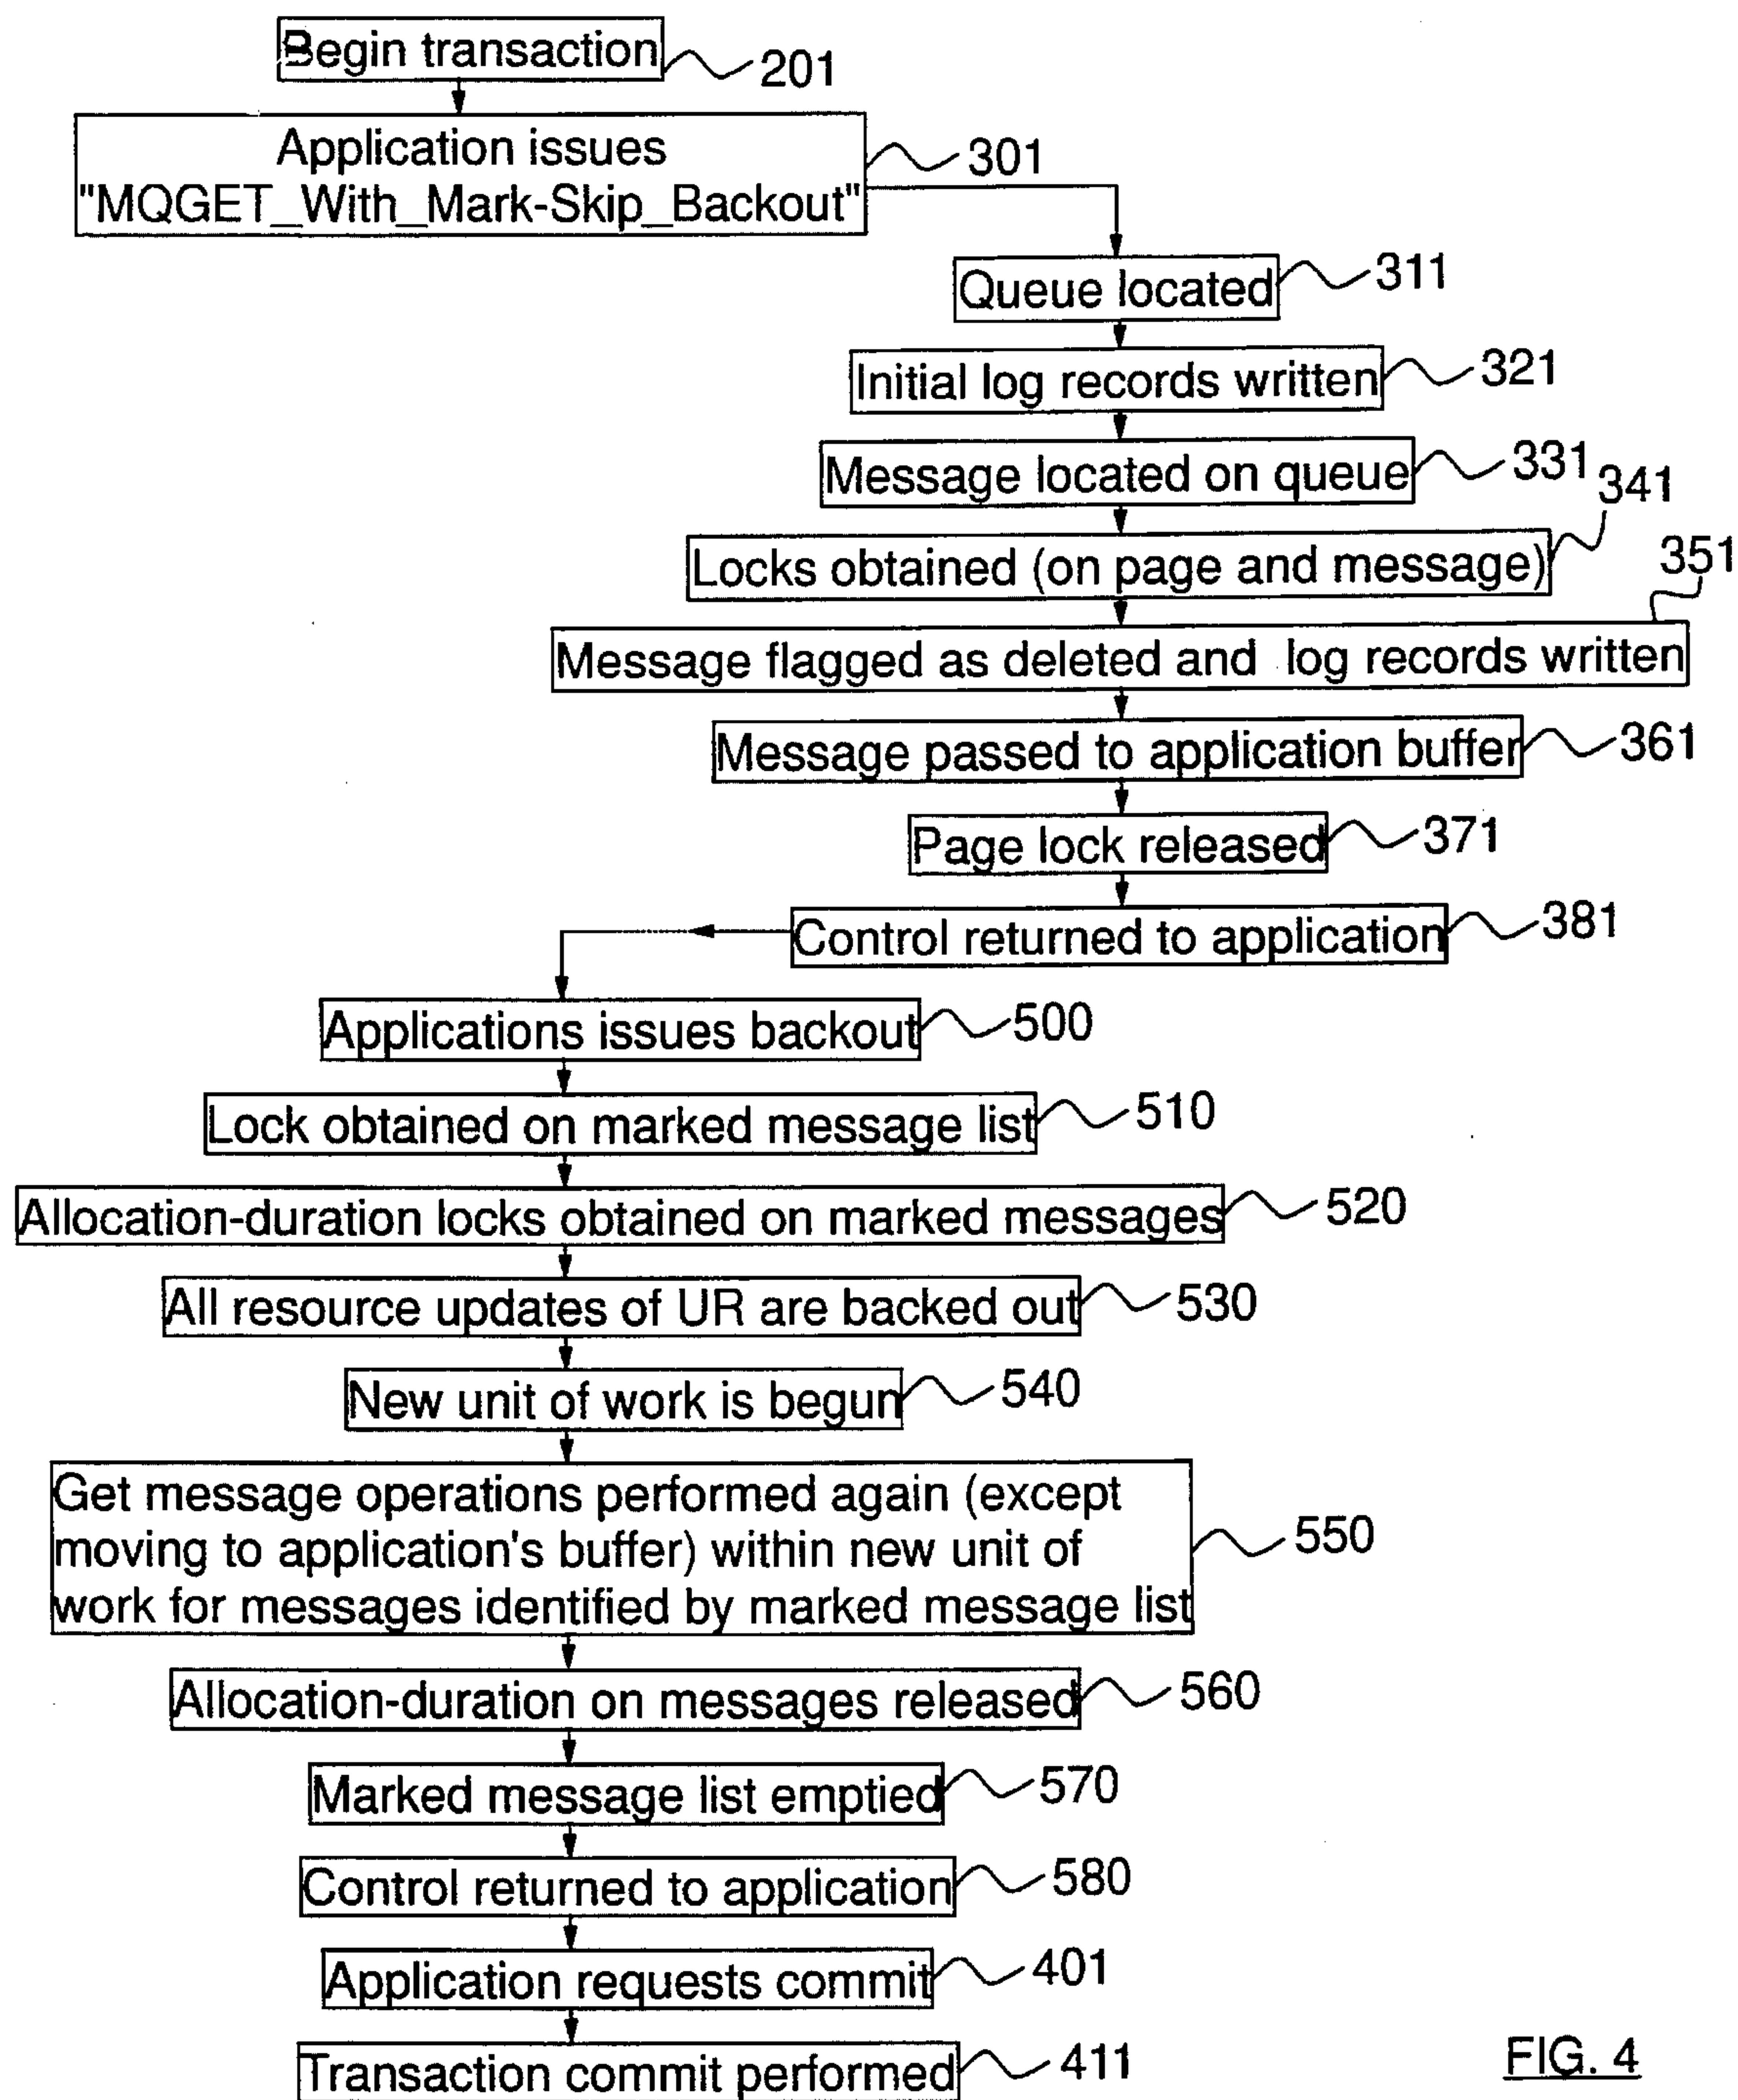 Begin transaction
201
Application issues
"MQGET_With_Mark-Skip_Backout"
301
Queue located
311
Initial log records written
321
Message located on queue
331
341
Locks obtained (on page and message)
351
Message flagged as deleted and log records written
Message passed to application buffer
361
Page lock released
371
Control returned to application
381
Applications issues backout
500
Lock obtained on marked message list
510
Allocation-duration locks obtained on marked messages
520
All resource updates of UR are backed out
530
New unit of work is begun
540
Get message operations performed again (except
moving to application's buffer) within new unit of
work for messages identified by marked message list
550
Allocation-duration on messages released
560
Marked message list emptied
570
Control returned to application
580
Application requests commit
401
Transaction commit performed
411
FIG. 4